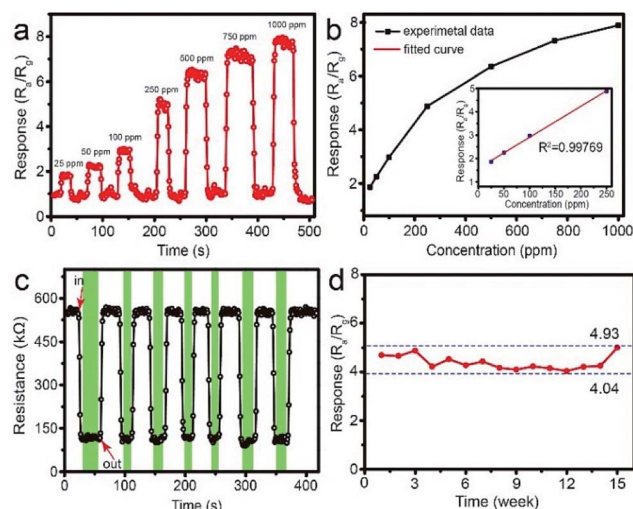 a
Response (Ra/Rg)
8
6
4
2
0
25 ppm
50 ppm
100 ppm
250 ppm
500 ppm
750 ppm
1000 ppm
0 100 200 300 400 500
Time (s)
b
experimetal data
fitted curve
Response (Ra/Rg)
8
6
4
2
0 200 400 600 800 1000
Concentration (ppm)
Response (Ra/Rg)
5
4
3
2
1
R²=0.99769
0 50 100 150 200 250
Concentration (ppm)
c
in
out
Resistance (kΩ)
600
450
300
150
0
0 100 200 300 400
Time (s)
d
Response (Ra/Rg)
8
6
4
2
0
4.93
4.04
0 3 6 9 12 15
Time (week)